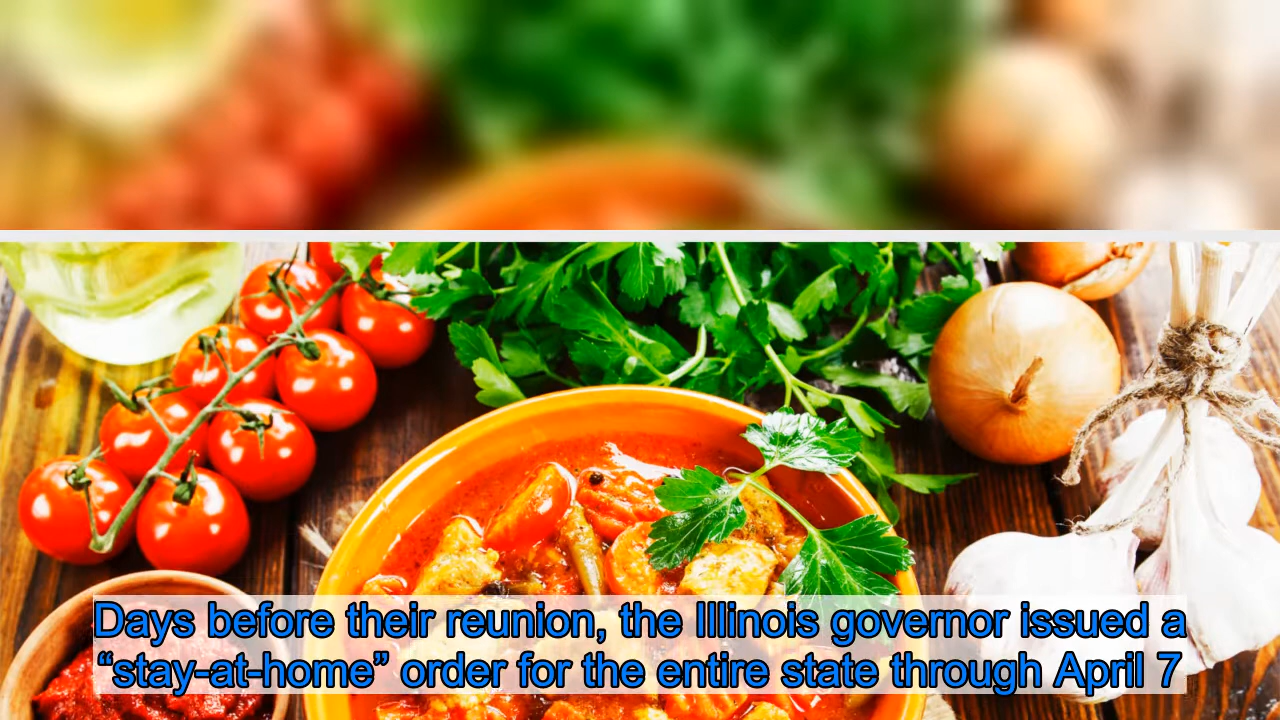 Days before their reunion, the Illinois governor issued a
“stay-at-home” order for the entire state through April 7